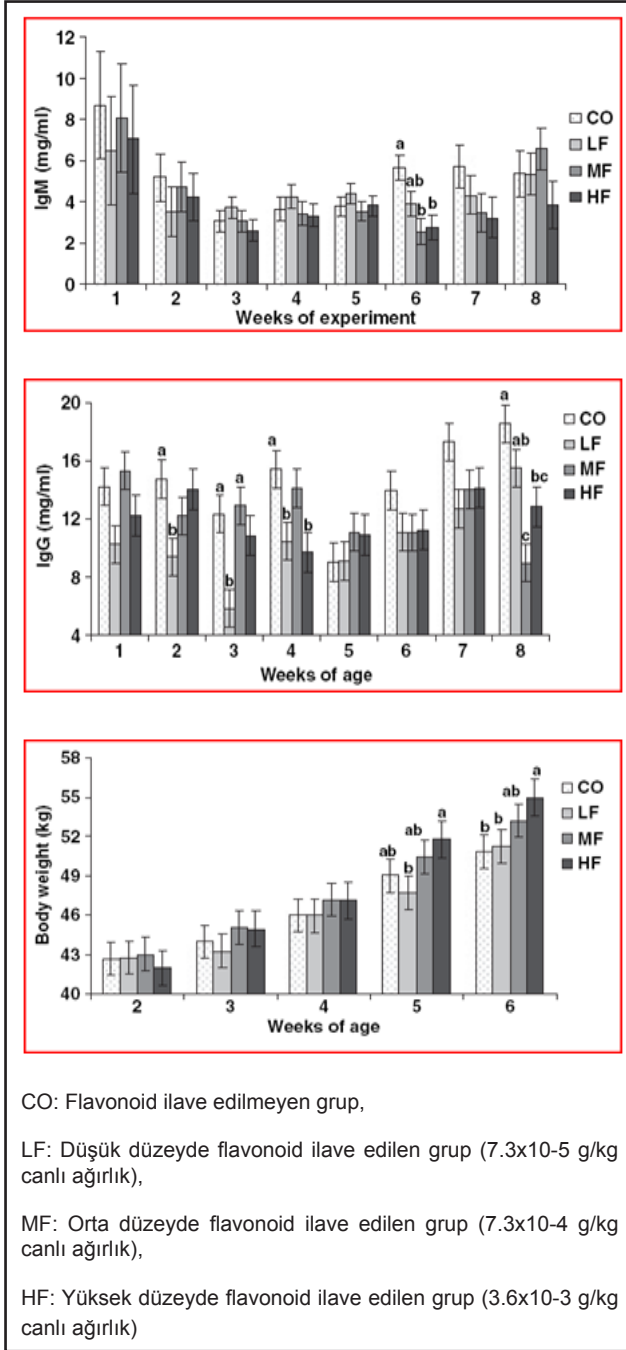 12
10
8
6
4
2
0
IgM (mg/ml)
a
ab
b b
CO
LF
MF
HF
1 2 3 4 5 6 7 8
Weeks of experiment
20
16
12
8
4
IgG (mg/ml)
a
b
a a
b
a
b b
a
ab
c
bc
CO
LF
MF
HF
1 2 3 4 5 6 7 8
Weeks of age
58
55
52
49
46
43
40
Body weight (kg)
ab
b
ab
a
b b
ab
a
CO
LF
MF
HF
2 3 4 5 6
Weeks of age
CO: Flavonoid ilave edilmeyen grup,
LF: Düşük düzeyde flavonoid ilave edilen grup (7.3x10-5 g/kg
canlı ağırlık),
MF: Orta düzeyde flavonoid ilave edilen grup (7.3x10-4 g/kg
canlı ağırlık),
HF: Yüksek düzeyde flavonoid ilave edilen grup (3.6x10-3 g/kg
canlı ağırlık)